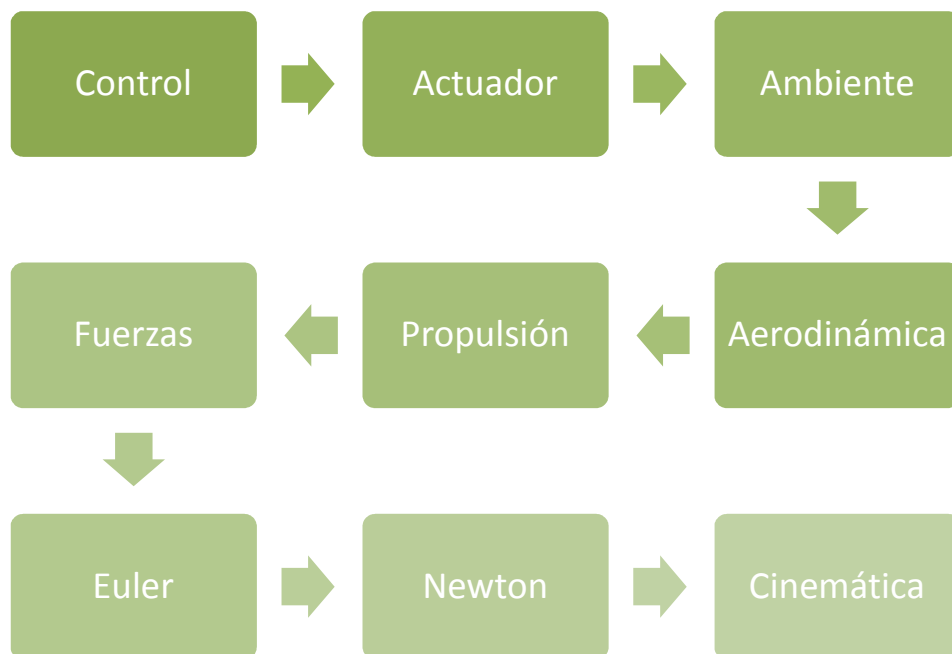 Control
Actuador
Ambiente
Aerodinámica
Propulsión
Fuerzas
Euler
Newton
Cinemática